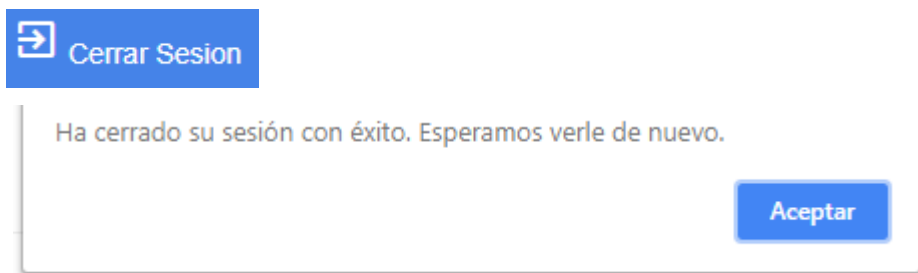 Cerrar Sesion
Ha cerrado su sesión con éxito. Esperamos verle de nuevo.
Aceptar